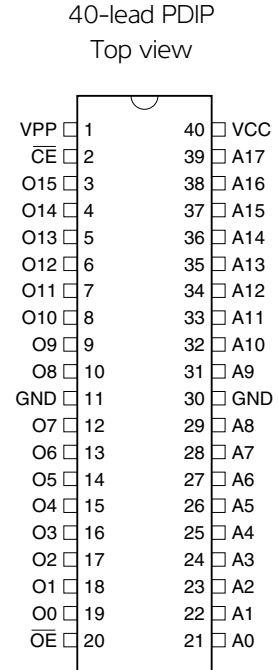 40-lead PDIP
Top view
VPP 1 40 VCC
C̅E̅ 2 39 A17
O15 3 38 A16
O14 4 37 A15
O13 5 36 A14
O12 6 35 A13
O11 7 34 A12
O10 8 33 A11
O9 9 32 A10
O8 10 31 A9
GND 11 30 GND
O7 12 29 A8
O6 13 28 A7
O5 14 27 A6
O4 15 26 A5
O3 16 25 A4
O2 17 24 A3
O1 18 23 A2
O0 19 22 A1
O̅E̅ 20 21 A0